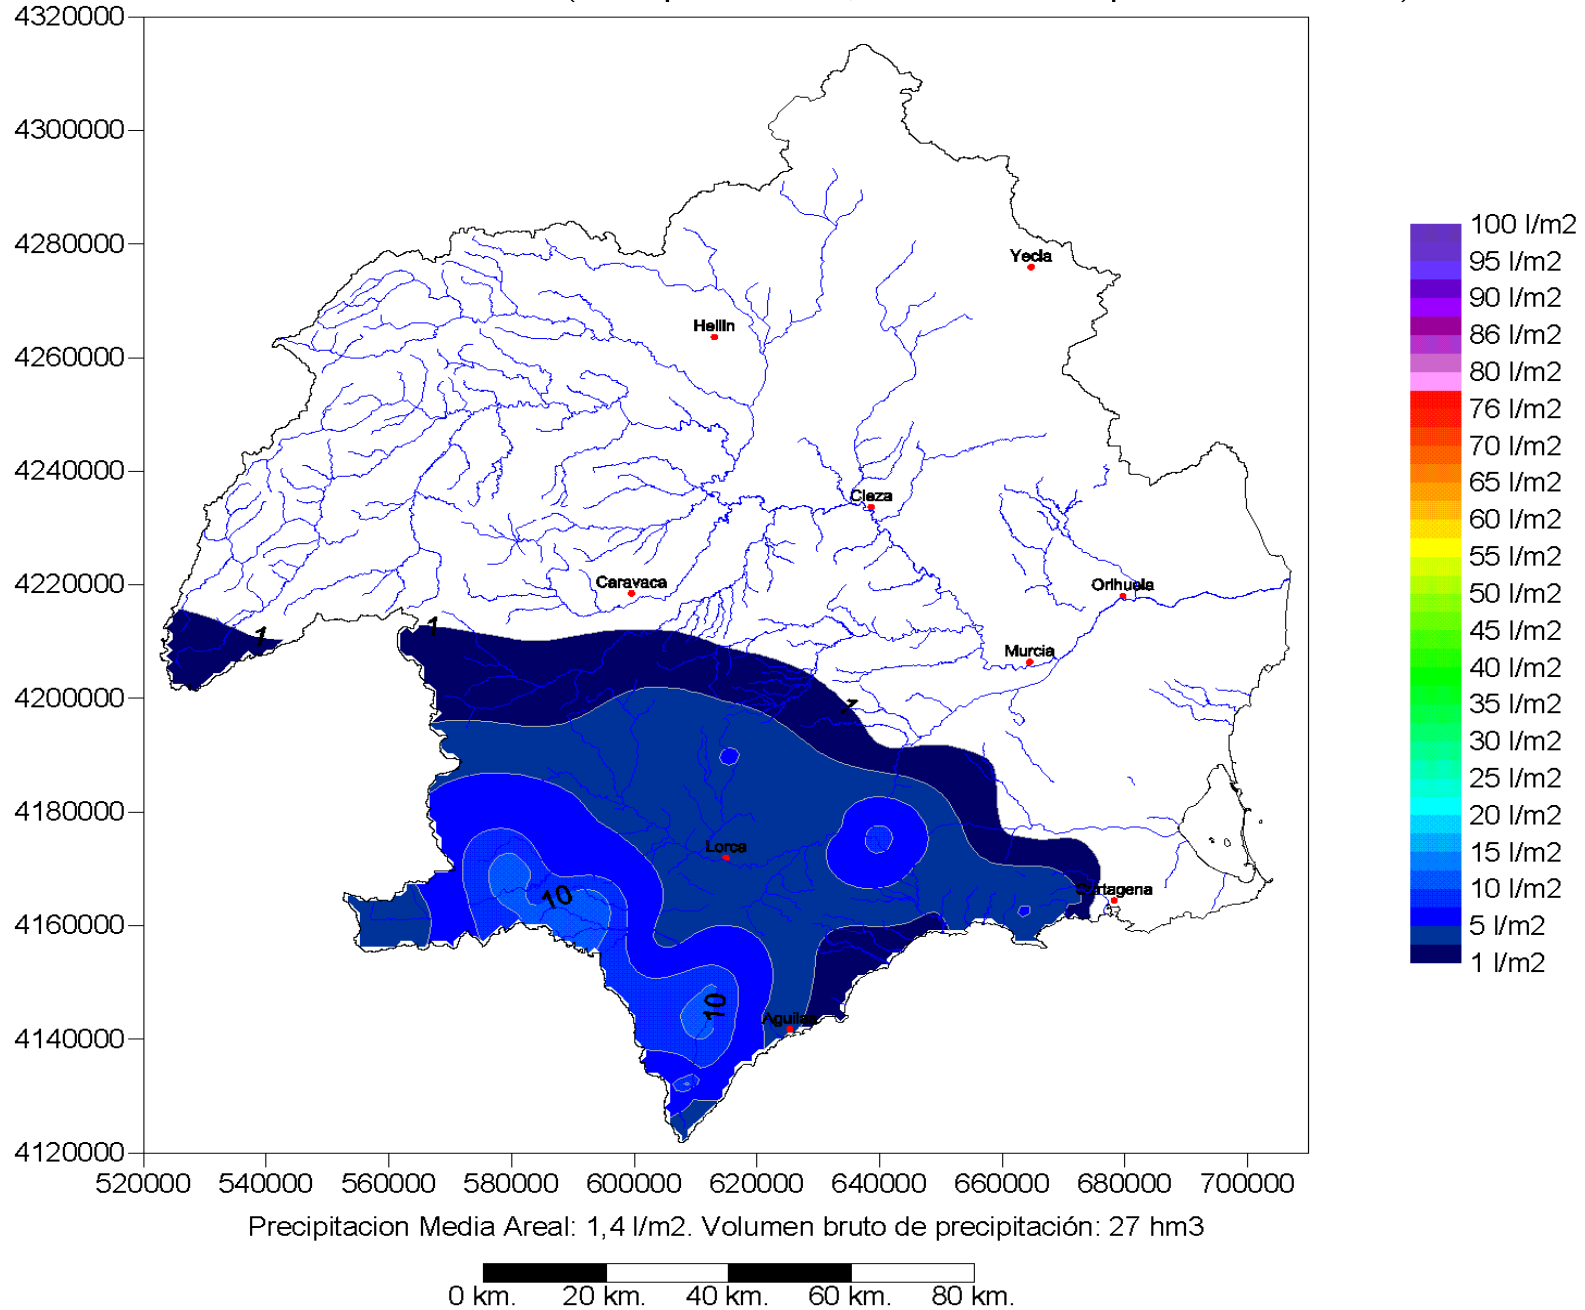 4320000
4300000
4280000
4260000
4240000
4220000
4200000
4180000
4160000
4140000
4120000
520000 540000 560000 580000 600000 620000 640000 660000 680000 700000
Yecla
Hellin
Cieza
Caravaca
Orihuela
Murcia
Lorca
Cartagena
Aguilas
1
1
1
10
10
100 l/m2
95 l/m2
90 l/m2
86 l/m2
80 l/m2
76 l/m2
70 l/m2
65 l/m2
60 l/m2
55 l/m2
50 l/m2
45 l/m2
40 l/m2
35 l/m2
30 l/m2
25 l/m2
20 l/m2
15 l/m2
10 l/m2
5 l/m2
1 l/m2
Precipitacion Media Areal: 1,4 l/m2. Volumen bruto de precipitación: 27 hm3
0 km. 20 km. 40 km. 60 km. 80 km.